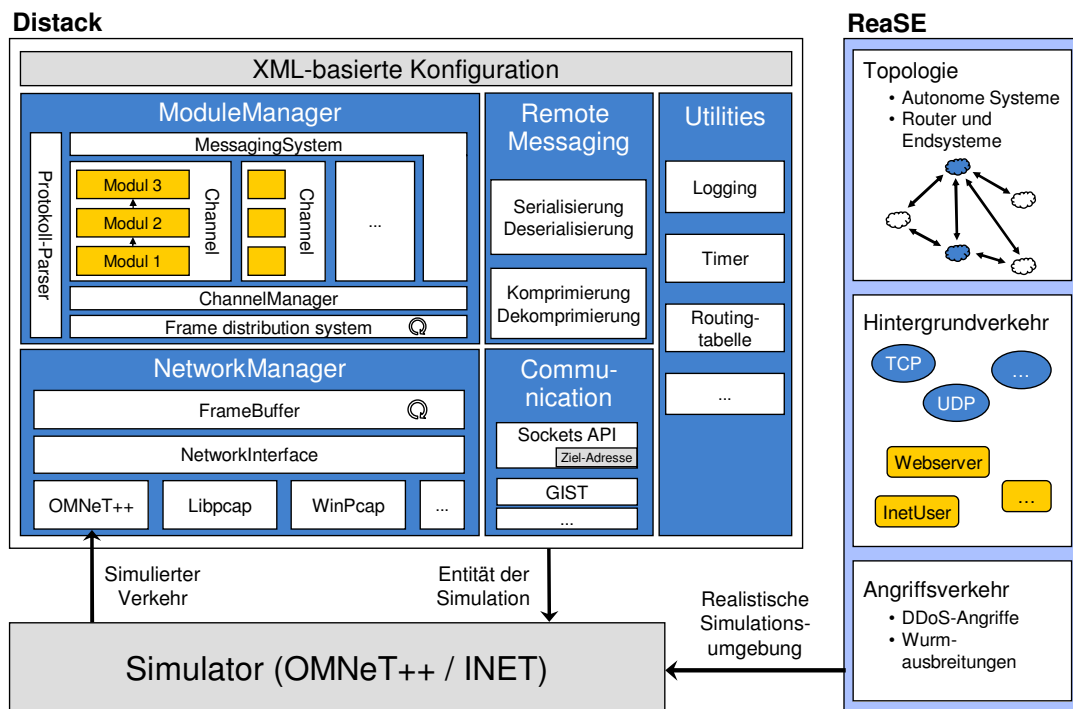 Distack
XML-basierte Konfiguration
ModuleManager
Protokoll-Parser
MessagingSystem
Modul 3
Modul 2
Modul 1
Channel
Channel
...
ChannelManager
Frame distribution system
Remote
Messaging
Serialisierung
Deserialisierung
Komprimierung
Dekomprimierung
Utilities
Logging
Timer
Routing-
tabelle
...
NetworkManager
FrameBuffer
NetworkInterface
OMNeT++
Libpcap
WinPcap
...
Commu-
nication
Sockets API
Ziel-Adresse
GIST
...
Simulierter
Verkehr
Entität der
Simulation
Realistische
Simulations-
umgebung
Simulator (OMNeT++ / INET)
ReaSE
Topologie
• Autonome Systeme
• Router und
Endsysteme
Hintergrundverkehr
TCP
...
UDP
Webserver
InetUser
...
Angriffsverkehr
• DDoS-Angriffe
• Wurm-
ausbreitungen